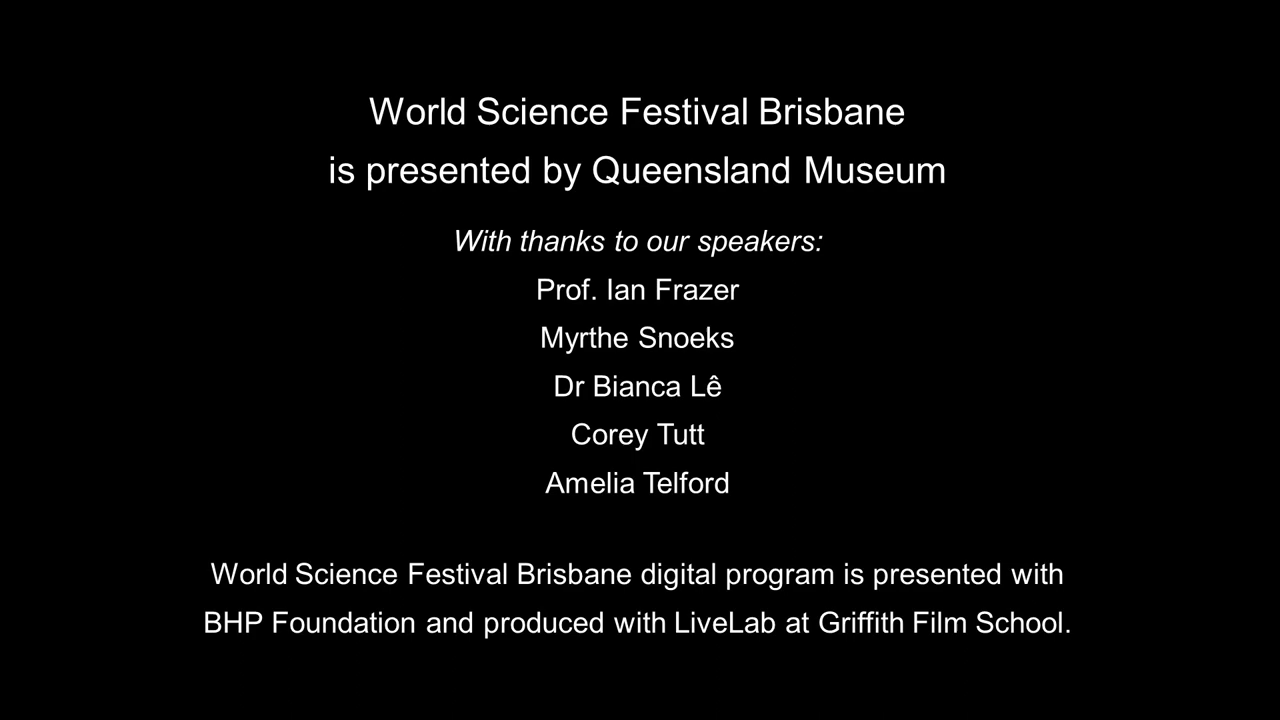 World Science Festival Brisbane
is presented by Queensland Museum
With thanks to our speakers:
Prof. Ian Frazer
Myrthe Snoeks
Dr Bianca Lê
Corey Tutt
Amelia Telford
World Science Festival Brisbane digital program is presented with
BHP Foundation and produced with LiveLab at Griffith Film School.